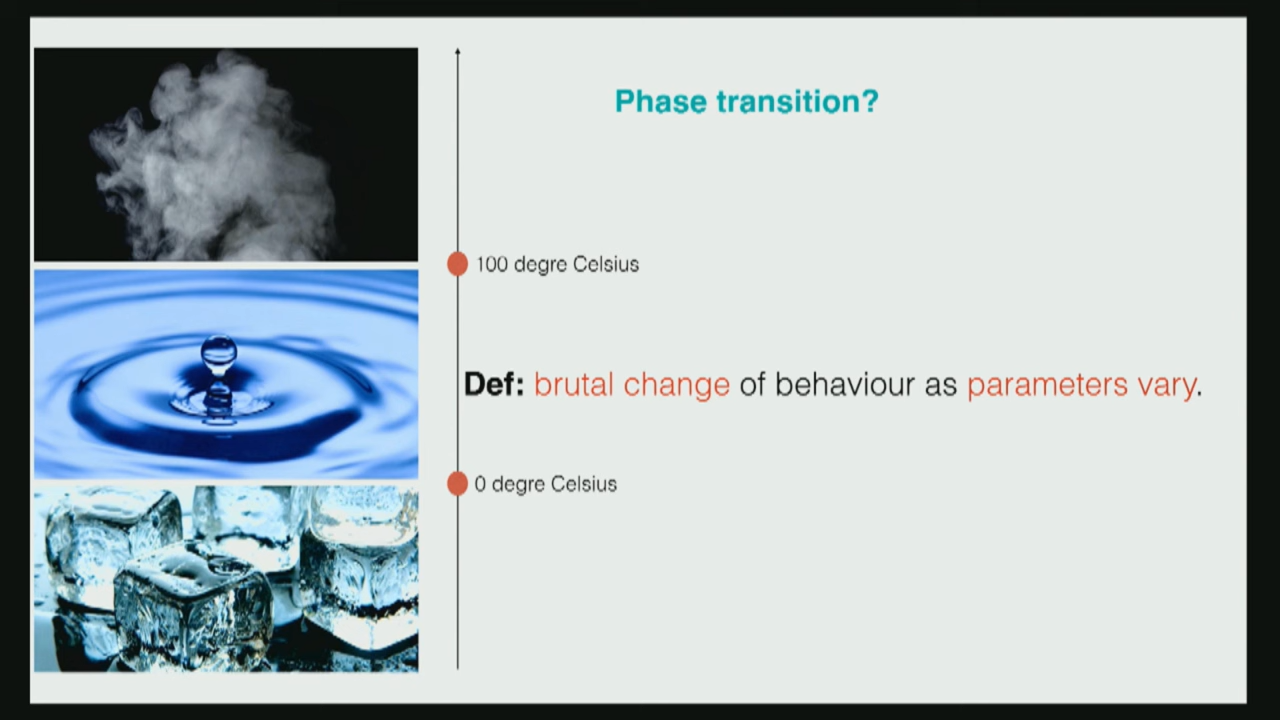 Phase transition?
100 degre Celsius
Def: brutal change of behaviour as parameters vary.
0 degre Celsius